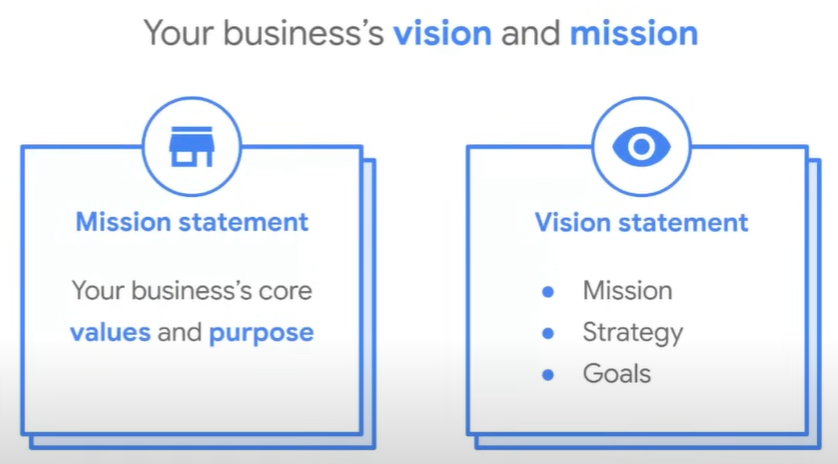 Your business’s vision and mission
Mission statement
Your business’s core
values and purpose
Vision statement
Mission
Strategy
Goals